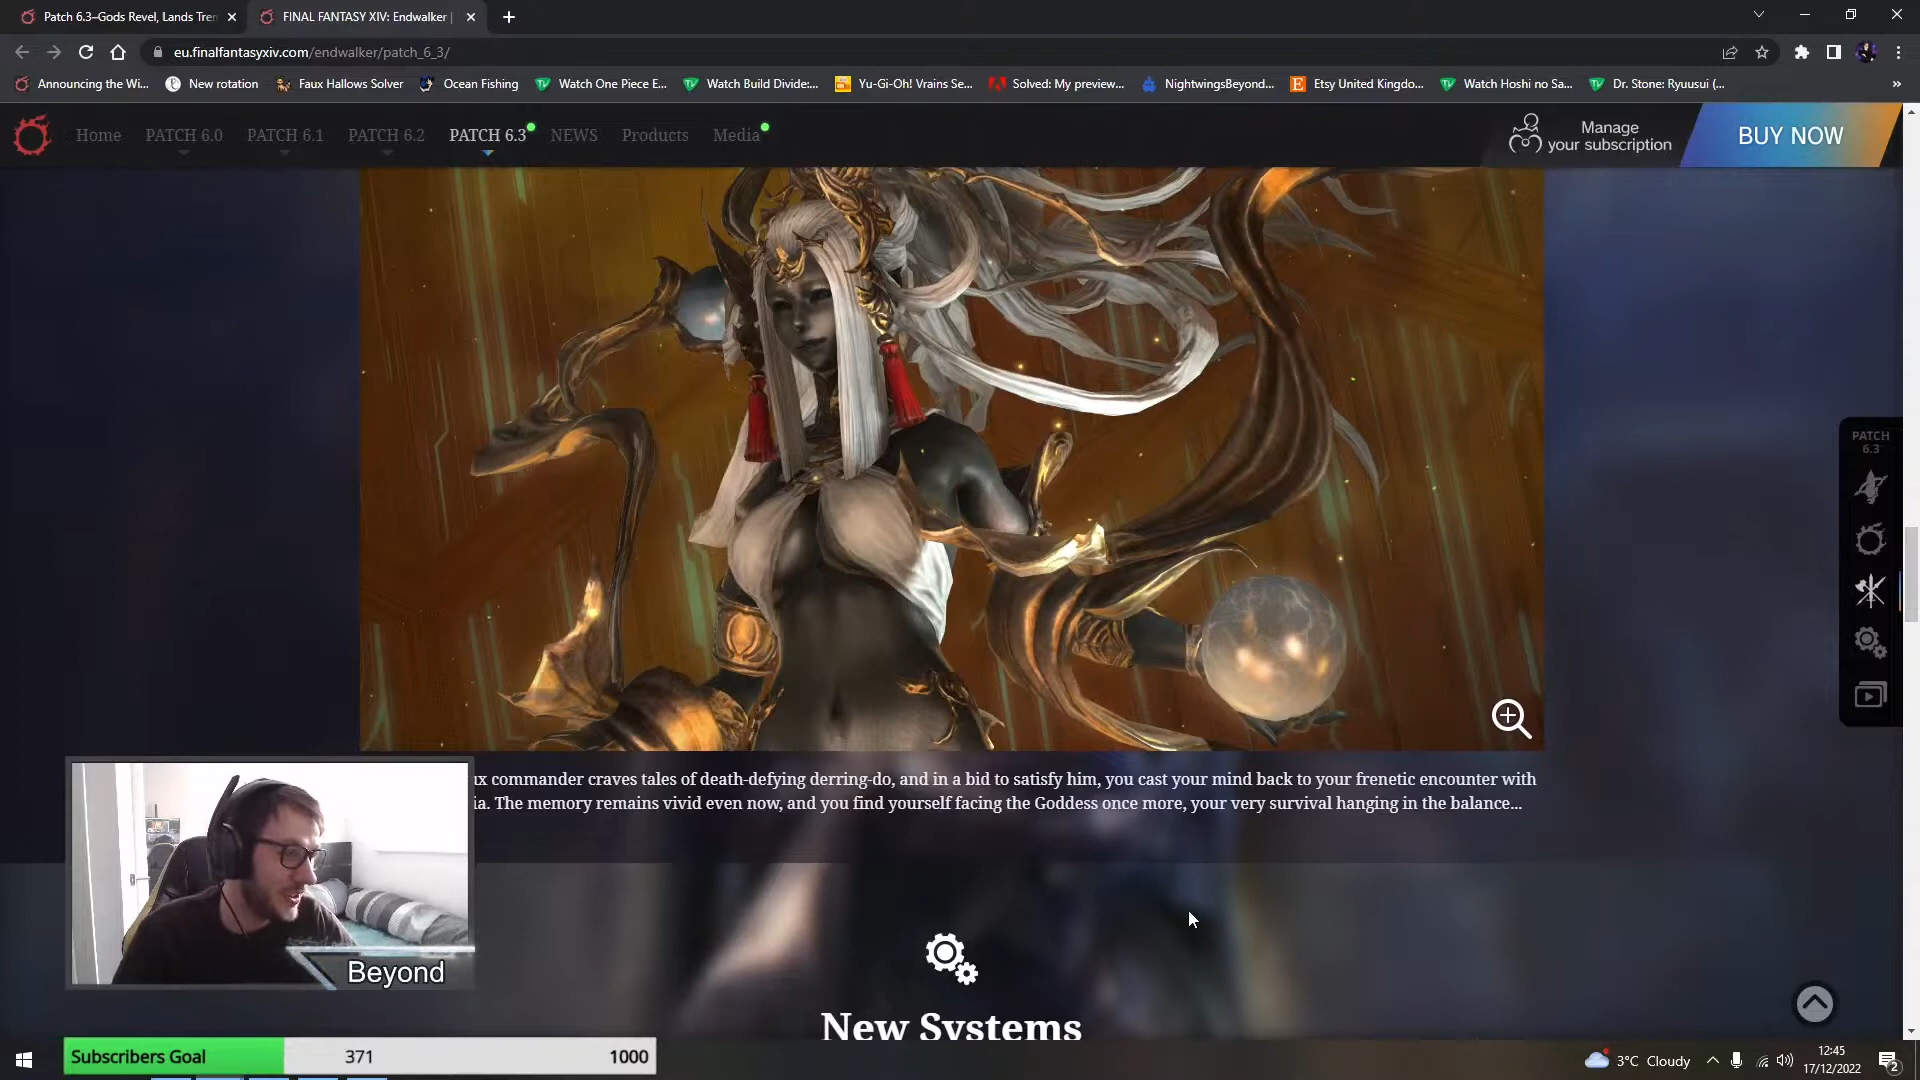 Patch 6.3–Gods Revel, Lands Tren
FINAL FANTASY XIV: Endwalker |
eu.finalfantasyxiv.com/endwalker/patch_6_3/
Announcing the Wi...
New rotation
Faux Hallows Solver
Ocean Fishing
Watch One Piece E...
Watch Build Divide:...
Yu-Gi-Oh! Vrains Se...
Solved: My preview...
NightwingsBeyond...
Etsy United Kingdo...
Watch Hoshi no Sa...
Dr. Stone: Ryuusui (...
»
Home
PATCH 6.0
PATCH 6.1
PATCH 6.2
PATCH 6.3
NEWS
Products
Media
Manage
your subscription
BUY NOW
PATCH
6.3
ux commander craves tales of death-defying derring-do, and in a bid to satisfy him, you cast your mind back to your frenetic encounter with
ia. The memory remains vivid even now, and you find yourself facing the Goddess once more, your very survival hanging in the balance...
Beyond
New Systems
Subscribers Goal
371
1000
3°C Cloudy
12:45
17/12/2022
2